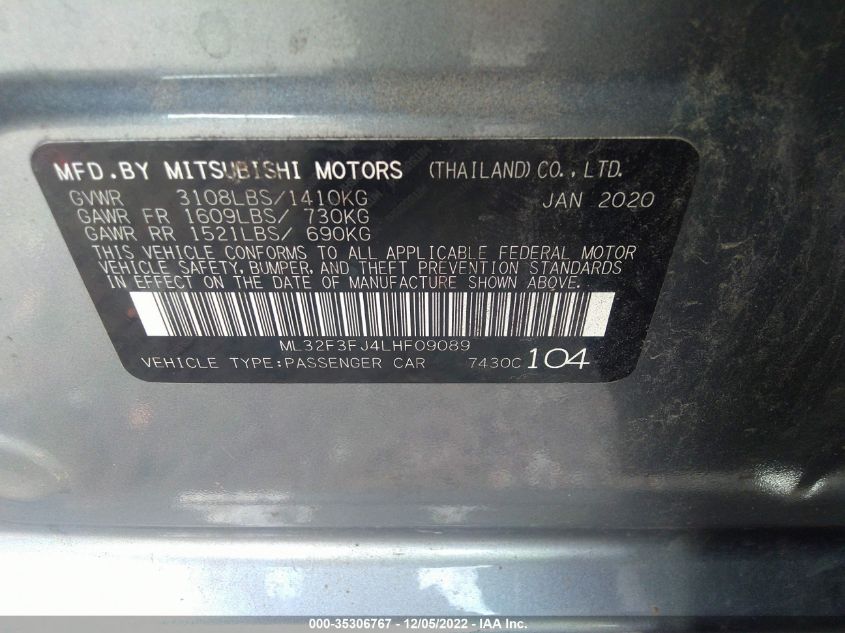 MFD.BY MITSUBISHI MOTORS (THAILAND)CO.,LTD.
GVWR 3108LBS/1410KG JAN 2020
GAWR FR 1609LBS/ 730KG
GAWR RR 1521LBS/ 690KG
THIS VEHICLE CONFORMS TO ALL APPLICABLE FEDERAL MOTOR
VEHICLE SAFETY, BUMPER, AND THEFT PREVENTION STANDARDS
IN EFFECT ON THE DATE OF MANUFACTURE SHOWN ABOVE.
ML32F3FJ4LHF09089
VEHICLE TYPE:PASSENGER CAR 7430C 104
000-35306767 - 12/05/2022 - IAA Inc.